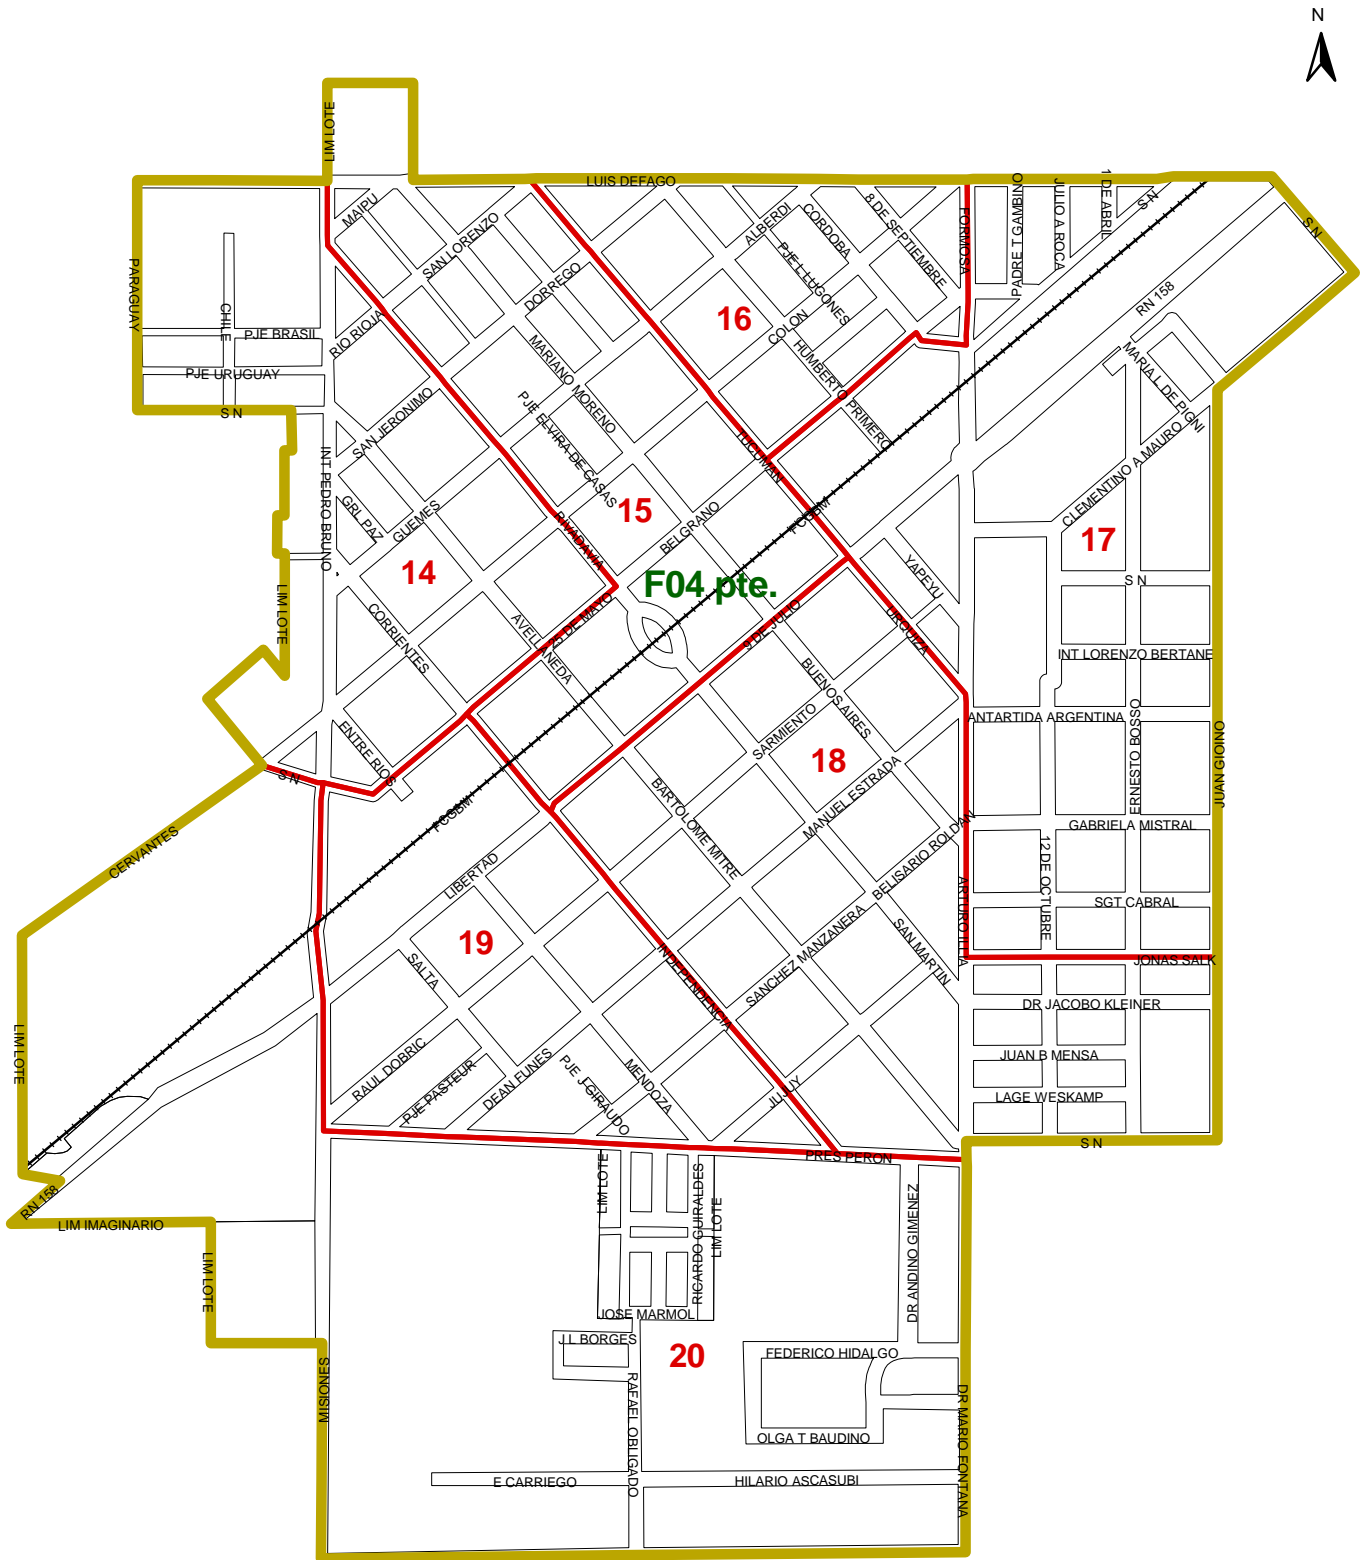 N
LIM LOTE
LUIS DEFAGO
MAIPU
SAN LORENZO
ALBERDI
CORDOBA
8 DE SEPTIEMBRE
FORMOSA
PADRE T GAMBINO
JULIO A ROCA
1 DE ABRIL
S N
S N
PARAGUAY
CHILE
PJE BRASIL
PJE URUGUAY
S N
RIO RIOJA
DORREGO
PJE L LUGONES
16
COLON
HUMBERTO PRIMERO
RN 158
MARIA L DE PIGNI
CLEMENTINO A MAURO
MARIANO MORENO
PJE ELVIRA DE CASAS
SAN JERONIMO
TUCUMAN
INT PEDRO BRUNO
GRL PAZ
GUEMES
15
BELGRANO
FCGBM
RIVADAVIA
17
14
F04 pte.
YAPEYU
S N
LIM LOTE
CORRIENTES
AVELLANEDA
25 DE MAYO
9 DE JULIO
URQUIZA
INT LORENZO BERTANE
BUENOS AIRES
ENTRE RIOS
SARMIENTO
18
ANTARTIDA ARGENTINA
ERNESTO BOSSO
JUAN GIONO
S N
FCGBM
BARTOLOME MITRE
MANUEL ESTRADA
BELISARIO ROLDAN
GABRIELA MISTRAL
CERVANTES
LIBERTAD
12 DE OCTUBRE
ARTURO ILLIA
SGT CABRAL
19
SALTA
INDEPENDENCIA
SANCHEZ MANZANERA
SAN MARTIN
JONAS SALK
DR JACOBO KLEINER
LIM LOTE
RAUL DOBRIC
PJE PASTEUR
DEAN FUNES
PJE J GIRAUDO
MENDOZA
JUJUY
JUAN B MENSA
LAGE WESKAMP
S N
PRES PERON
RN 158
LIM IMAGINARIO
LIM LOTE
LIM LOTE
RICARDO GUIRALDES
LIM LOTE
DR ANDINO GIMENEZ
JOSE MARMOL
J L BORGES
20
FEDERICO HIDALGO
MISIONES
RAFAEL OBLIGADO
DR MARIO FONTANA
OLGA T BAUDINO
E CARRIEGO
HILARIO ASCASUBI